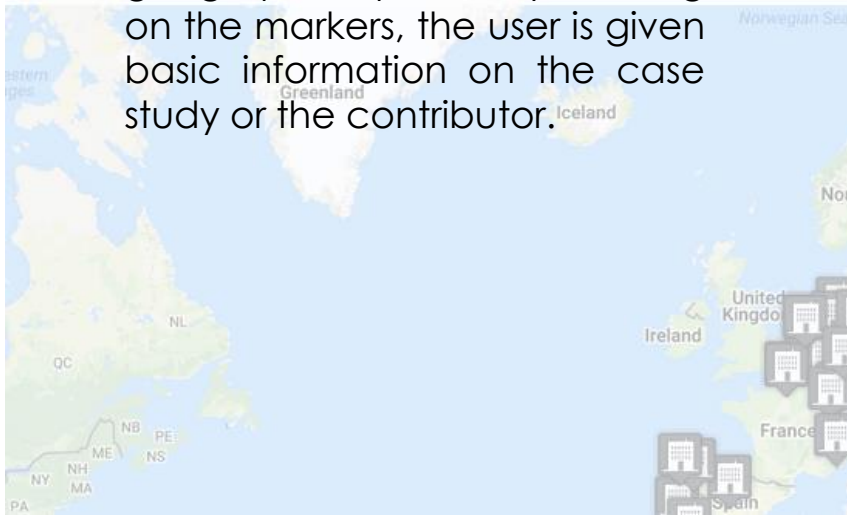 on the markers, the user is given
basic information on the case
study or the contributor.
Norwegian Sea
Greenland
Iceland
United
Kingdo
Ireland
NL
QC
NB
PE
ME
NS
NH
NY
MA
PA
France
Spain